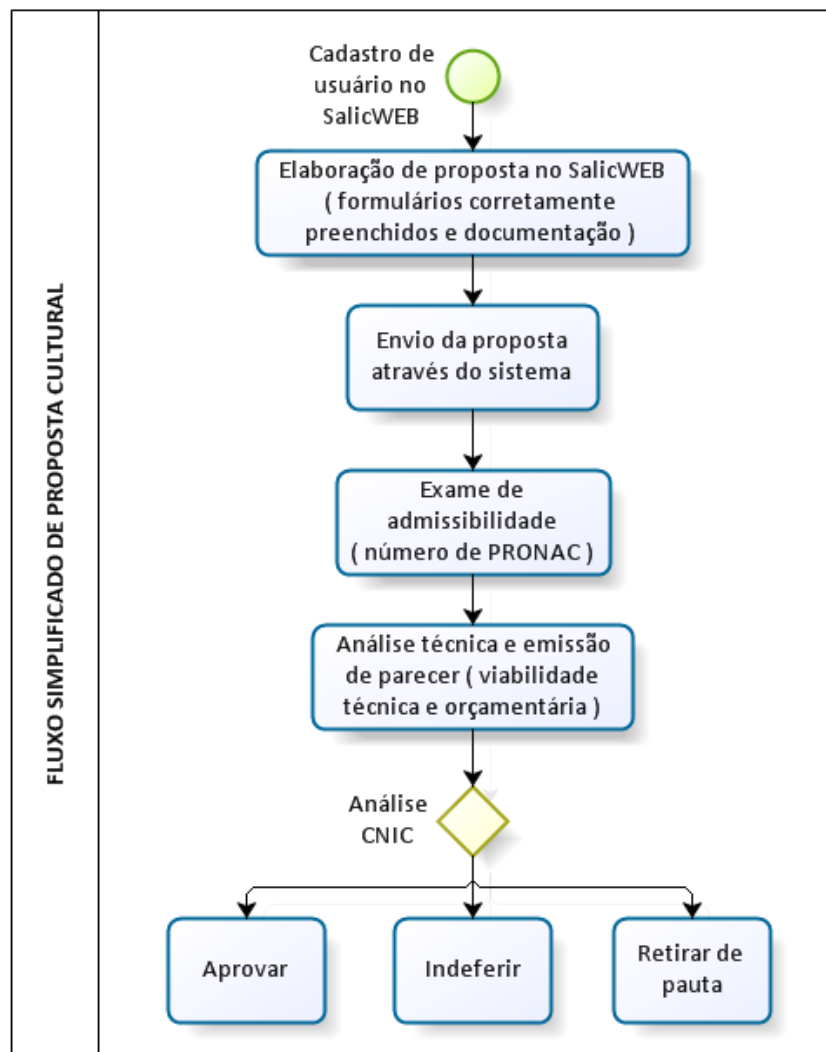 FLUXO SIMPLIFICADO DE PROPOSTA CULTURAL
Cadastro de
usuário no
SalicWEB
Elaboração de proposta no SalicWEB
( formulários corretamente
preenchidos e documentação )
Envio da proposta
através do sistema
Exame de
admissibilidade
( número de PRONAC )
Análise técnica e emissão
de parecer ( viabilidade
técnica e orçamentária )
Análise
CNIC
Aprovar
Indeferir
Retirar de
pauta